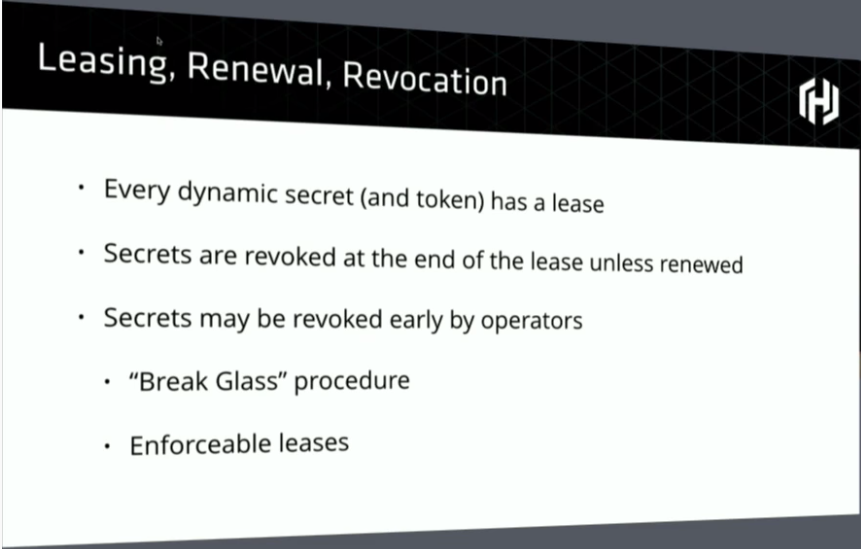 Leasing, Renewal, Revocation
• Every dynamic secret (and token) has a lease
• Secrets are revoked at the end of the lease unless renewed
• Secrets may be revoked early by operators
• “Break Glass” procedure
• Enforceable leases